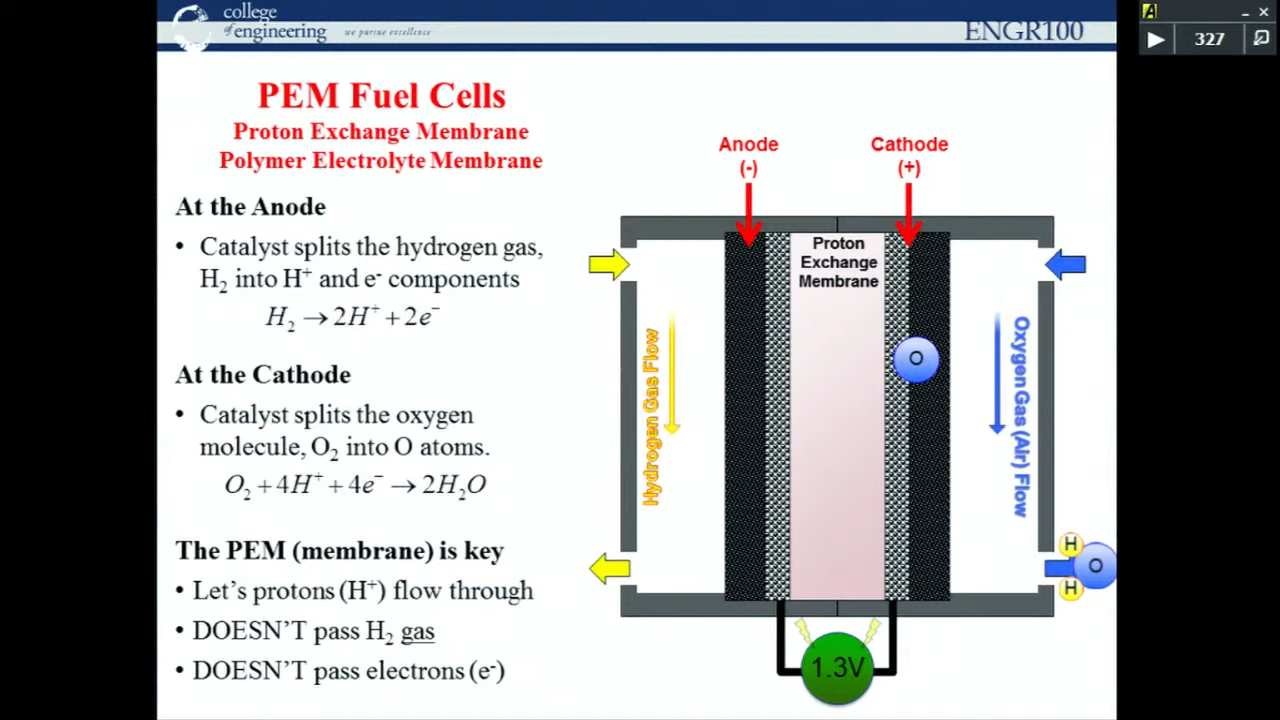 college
of engineering
we pursue excellence
ENGR100
A
327
PEM Fuel Cells
Proton Exchange Membrane
Polymer Electrolyte Membrane
At the Anode
• Catalyst splits the hydrogen gas,
H₂ into H⁺ and e⁻ components
H₂ → 2H⁺ + 2e⁻
At the Cathode
• Catalyst splits the oxygen
molecule, O₂ into O atoms.
O₂ + 4H⁺ + 4e⁻ → 2H₂O
The PEM (membrane) is key
• Let's protons (H⁺) flow through
• DOESN'T pass H₂ gas
• DOESN'T pass electrons (e⁻)
Anode
(-)
Cathode
(+)
Proton
Exchange
Membrane
Hydrogen Gas Flow
O
Oxygen Gas (Air) Flow
H
O
H
1.3V